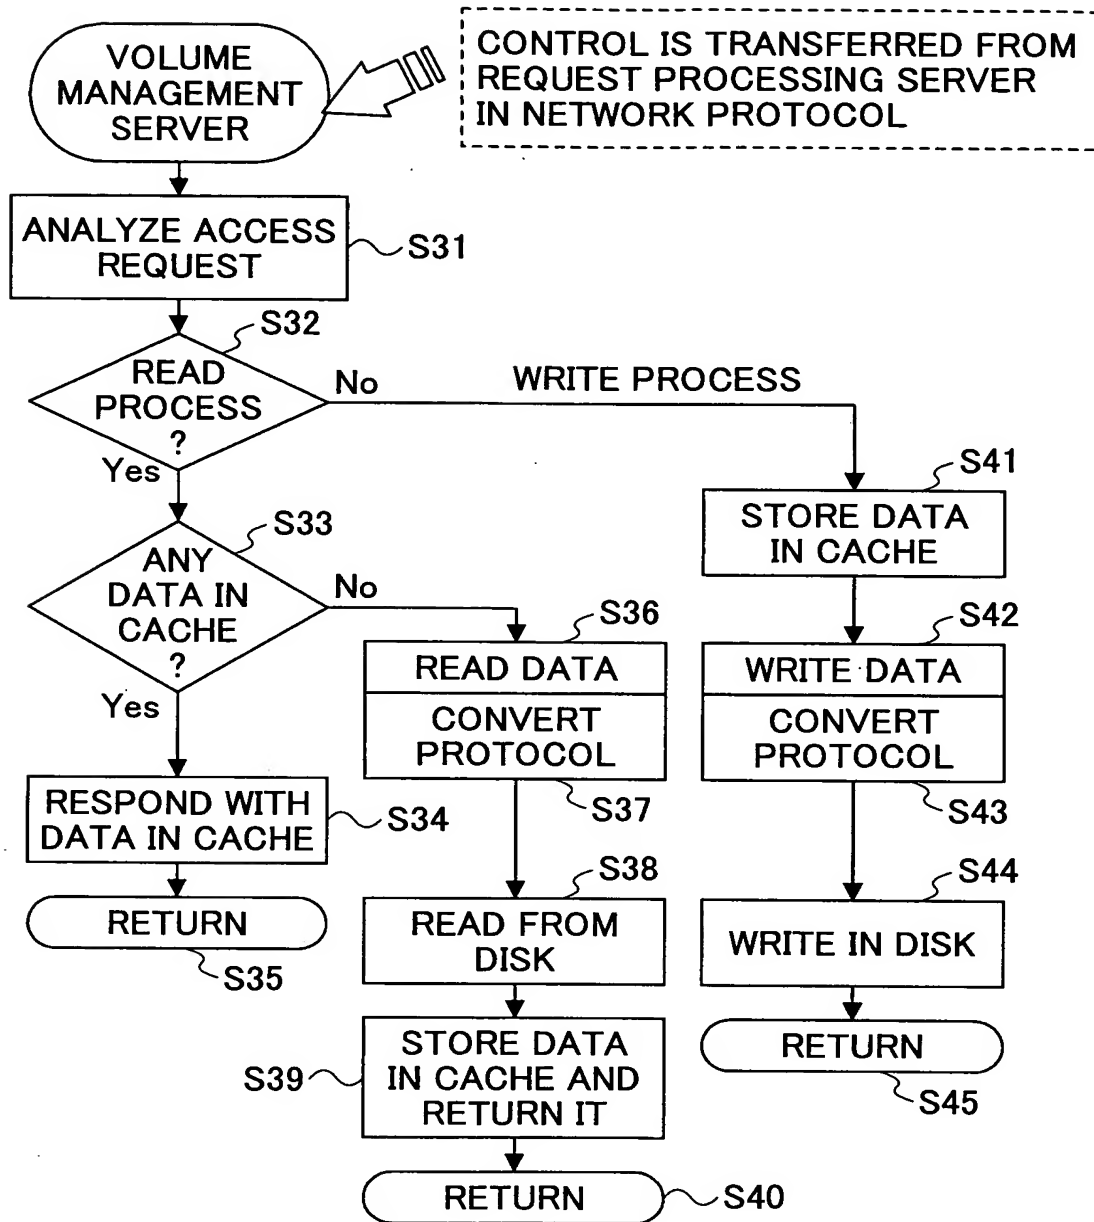 VOLUME
MANAGEMENT
SERVER
CONTROL IS TRANSFERRED FROM
REQUEST PROCESSING SERVER
IN NETWORK PROTOCOL
ANALYZE ACCESS
REQUEST
S31
S32
READ
PROCESS
?
No
WRITE PROCESS
Yes
S33
ANY
DATA IN
CACHE
?
No
Yes
S41
STORE DATA
IN CACHE
S36
READ DATA
CONVERT
PROTOCOL
S37
S42
WRITE DATA
CONVERT
PROTOCOL
S43
RESPOND WITH
DATA IN CACHE
S34
RETURN
S35
S38
READ FROM
DISK
S44
WRITE IN DISK
S39
STORE DATA
IN CACHE AND
RETURN IT
RETURN
S45
RETURN
S40